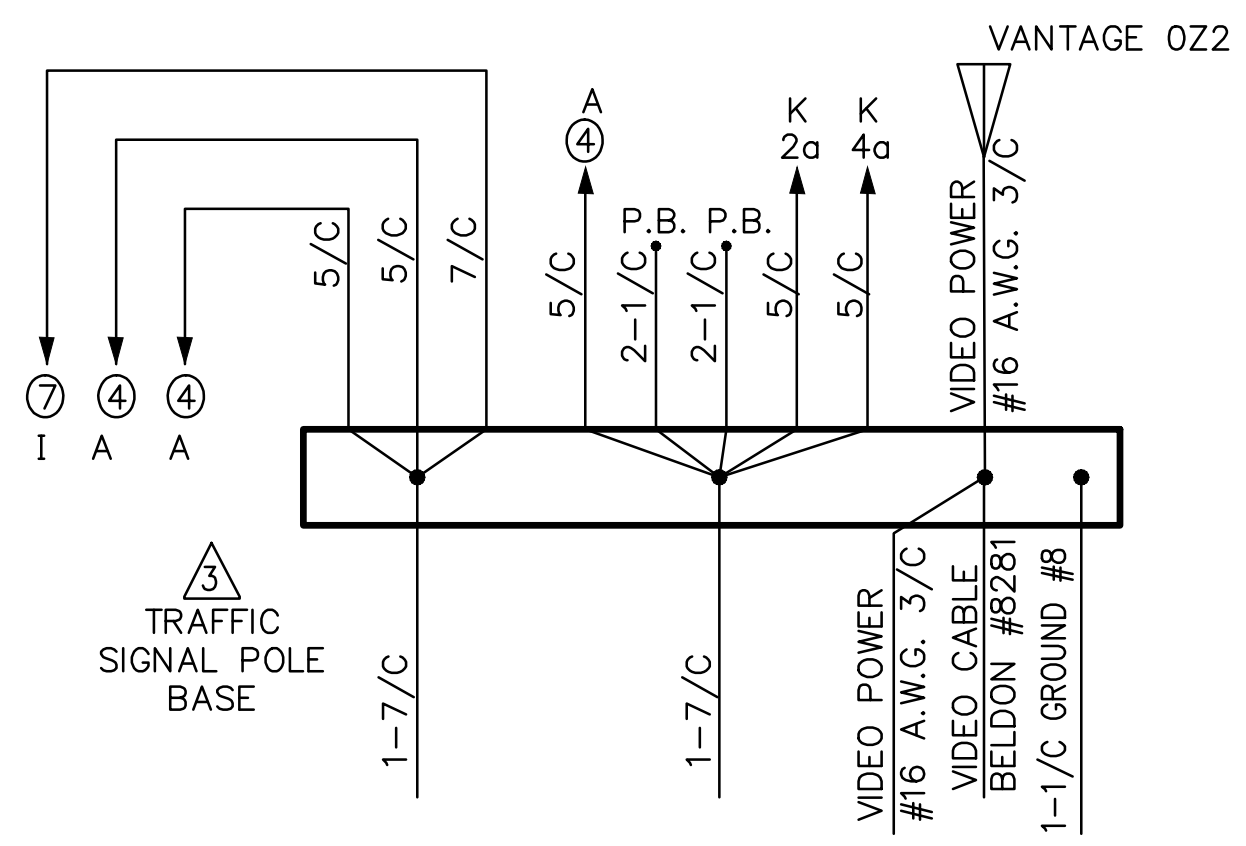 VANTAGE OZ2
A
4
K
2a
K
4a
P.B.
P.B.
5/C
5/C
7/C
5/C
2-1/C
2-1/C
5/C
5/C
VIDEO POWER
#16 A.W.G. 3/C
7
4
4
I
A
A
3
TRAFFIC
SIGNAL POLE
BASE
1-7/C
1-7/C
VIDEO POWER
#16 A.W.G. 3/C
VIDEO CABLE
BELDON #8281
1-1/C GROUND #8